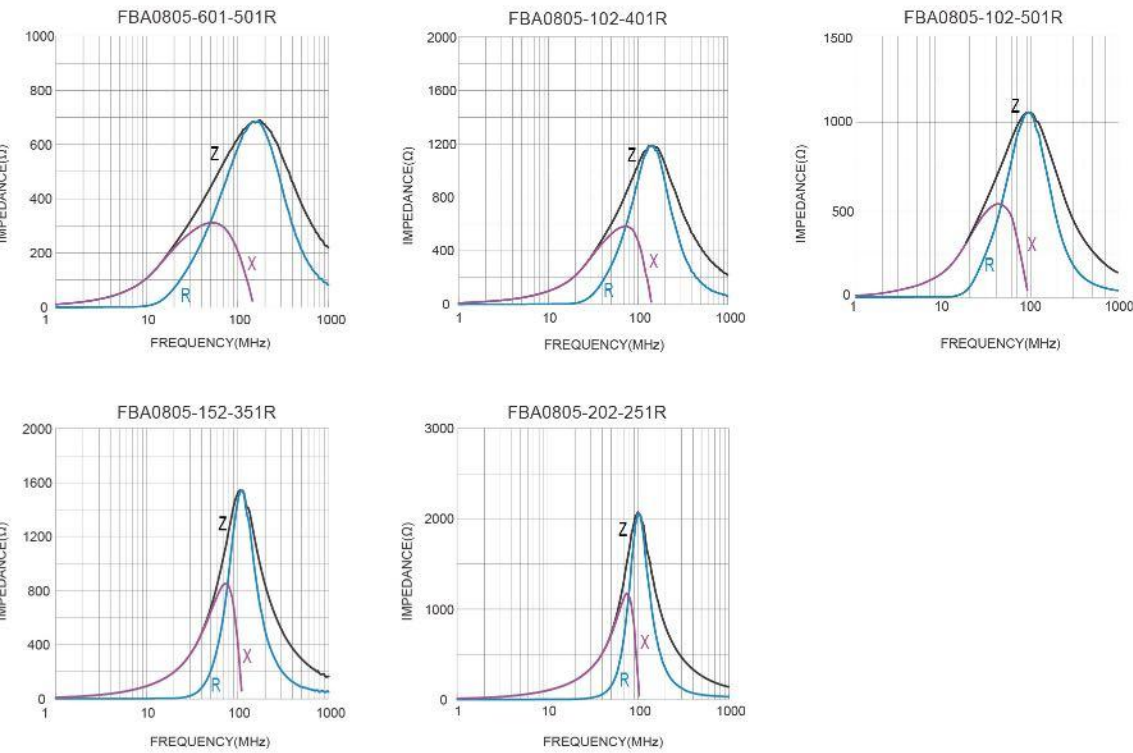 FBA0805-601-501R
1000
800
600
400
200
0
IMPEDANCE(Ω)
Z
X
R
1 10 100 1000
FREQUENCY(MHz)
FBA0805-102-401R
2000
1600
1200
800
400
0
IMPEDANCE(Ω)
Z
X
R
1 10 100 1000
FREQUENCY(MHz)
FBA0805-102-501R
1500
1000
500
0
IMPEDANCE(Ω)
Z
X
R
1 10 100 1000
FREQUENCY(MHz)
FBA0805-152-351R
2000
1600
1200
800
400
0
IMPEDANCE(Ω)
Z
X
R
1 10 100 1000
FREQUENCY(MHz)
FBA0805-202-251R
3000
2000
1000
0
IMPEDANCE(Ω)
Z
X
R
1 10 100 1000
FREQUENCY(MHz)